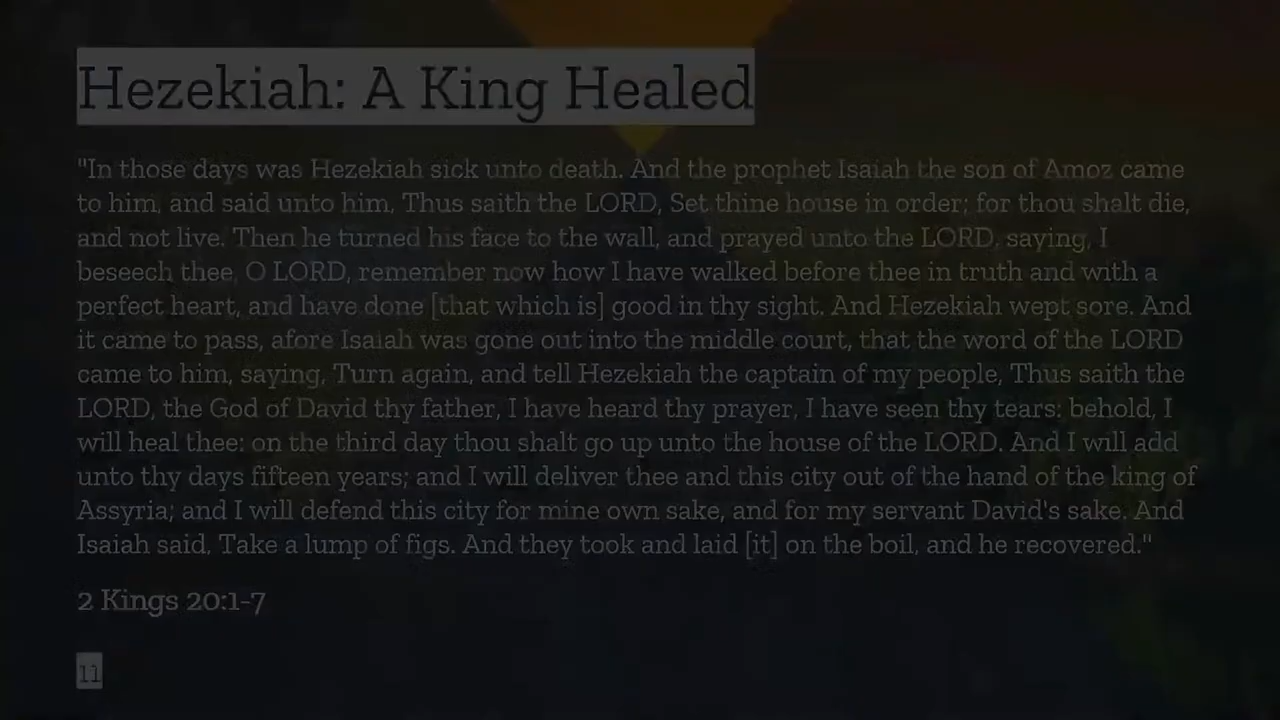 Hezekiah: A King Healed
"In those days was Hezekiah sick unto death. And the prophet Isaiah the son of Amoz came
to him, and said unto him, Thus saith the LORD, Set thine house in order; for thou shalt die,
and not live. Then he turned his face to the wall, and prayed unto the LORD, saying, I
beseech thee, O LORD, remember now how I have walked before thee in truth and with a
perfect heart, and have done [that which is] good in thy sight. And Hezekiah wept sore. And
it came to pass, afore Isaiah was gone out into the middle court, that the word of the LORD
came to him, saying, Turn again, and tell Hezekiah the captain of my people, Thus saith the
LORD, the God of David thy father, I have heard thy prayer, I have seen thy tears: behold, I
will heal thee: on the third day thou shalt go up unto the house of the LORD. And I will add
unto thy days fifteen years; and I will deliver thee and this city out of the hand of the king of
Assyria; and I will defend this city for mine own sake, and for my servant David's sake. And
Isaiah said, Take a lump of figs. And they took and laid [it] on the boil, and he recovered."
2 Kings 20:1-7
11